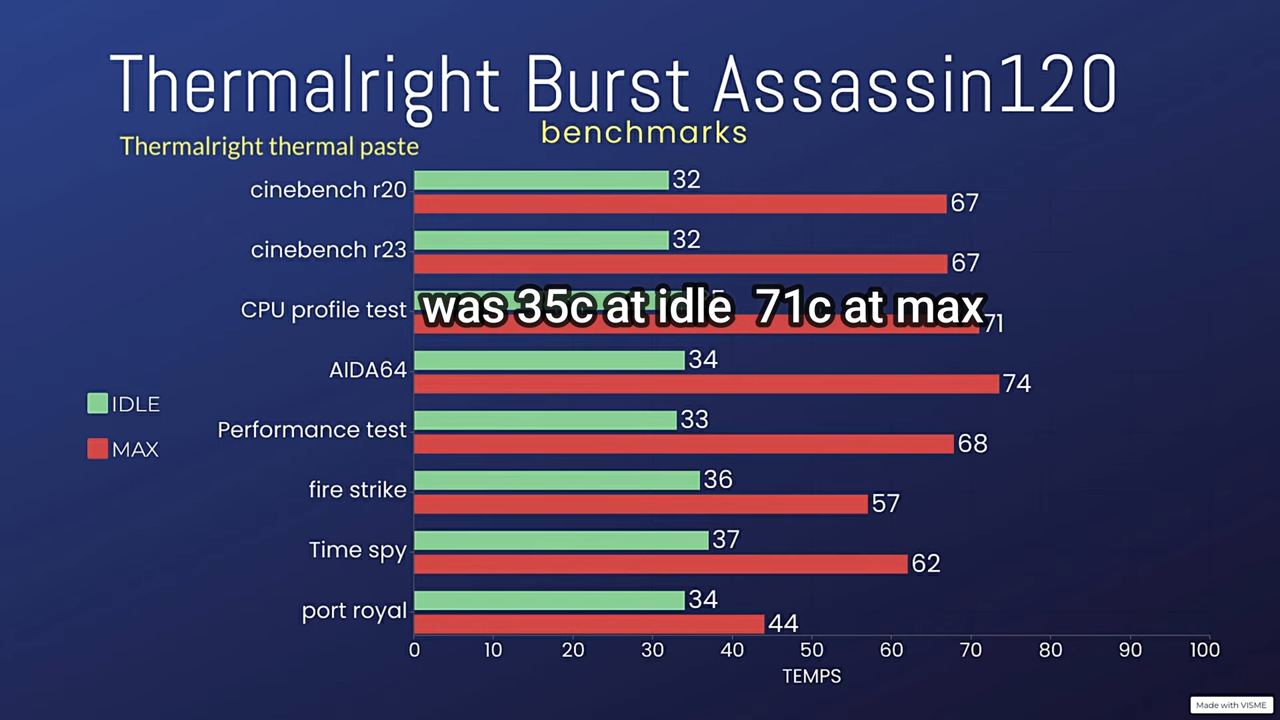 Thermalright Burst Assassin120
benchmarks
Thermalright thermal paste
cinebench r20
32
67
cinebench r23
32
67
CPU profile test
was 35c at idle 71c at max
71
AIDA64
34
74
IDLE
MAX
Performance test
33
68
fire strike
36
57
Time spy
37
62
port royal
34
44
0 10 20 30 40 50 60 70 80 90 100
TEMPS
Made with VISME